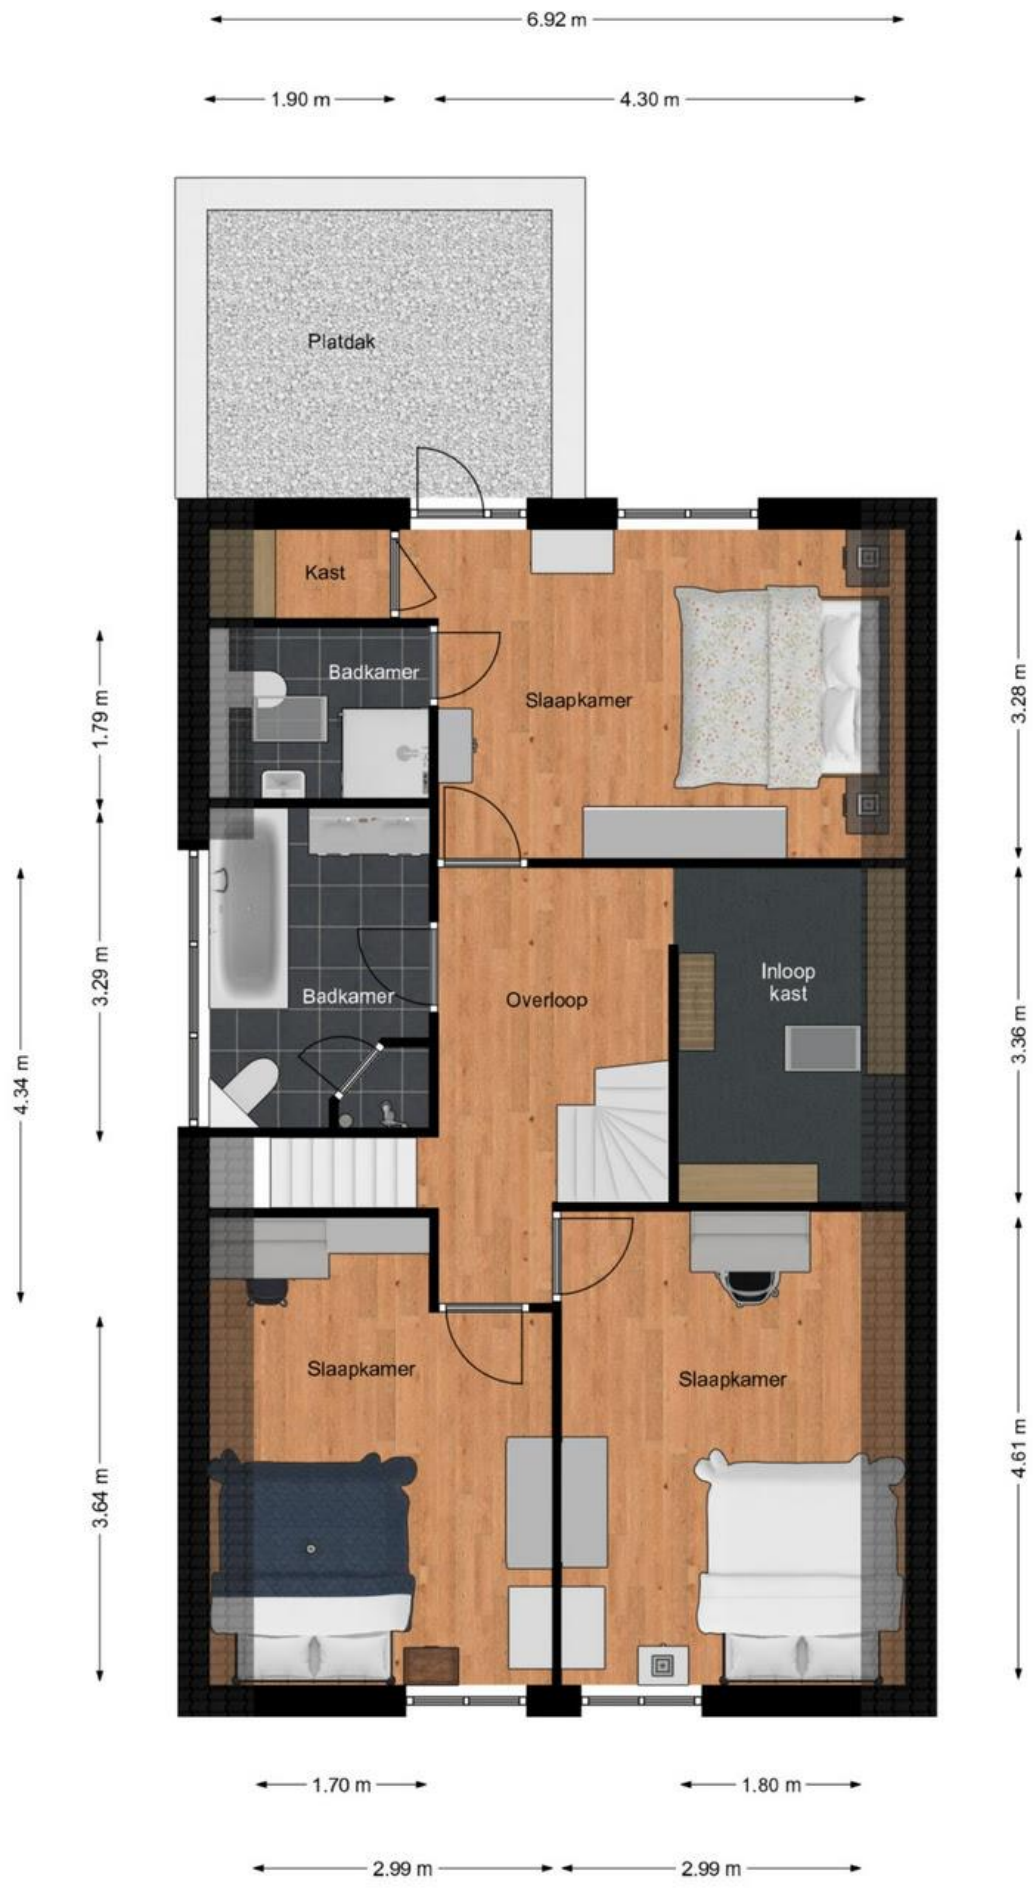 6.92 m
1.90 m
4.30 m
Platdak
Kast
Badkamer
Slaapkamer
1.79 m
3.28 m
Badkamer
Overloop
Inloop
kast
3.29 m
4.34 m
3.36 m
Slaapkamer
Slaapkamer
3.64 m
4.61 m
1.70 m
1.80 m
2.99 m
2.99 m